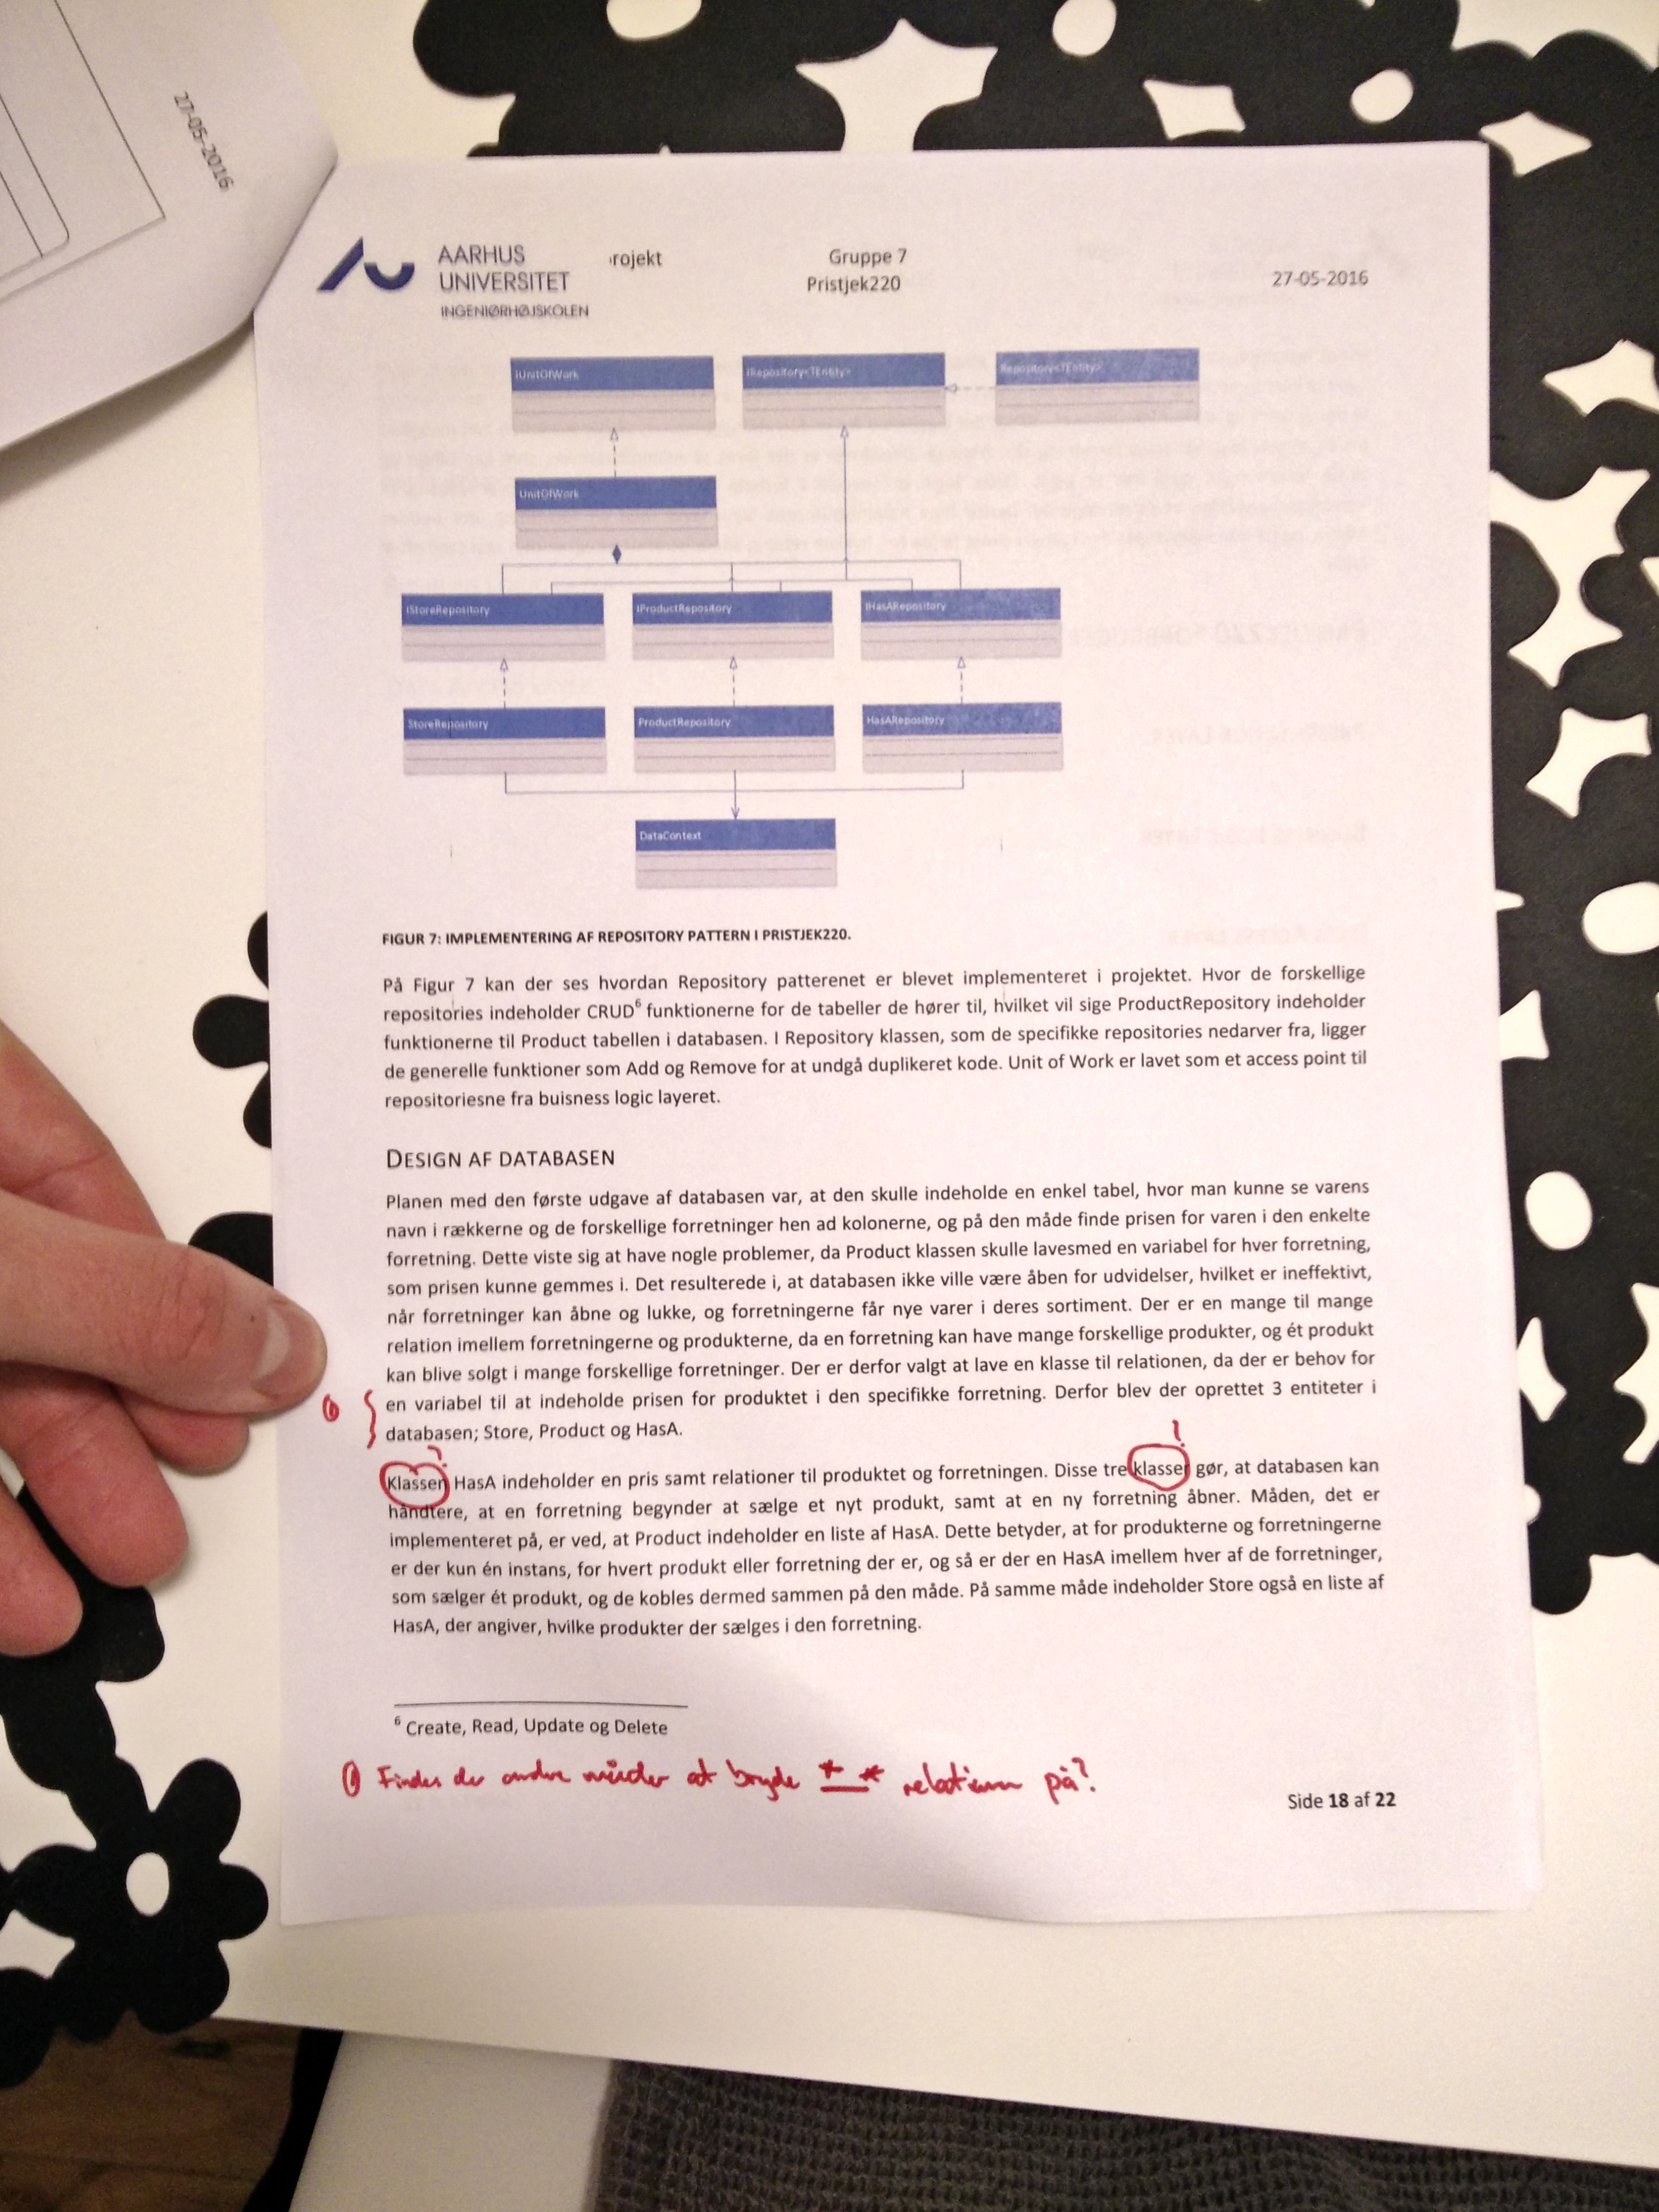 27-05-2016
AARHUS
UNIVERSITET
INGENIØRHØJSKOLEN
rojekt
Gruppe 7
Pristjek220
27-05-2016
IUnitOfWork
IRepository<TEntity>
Repository<TEntity>
UnitOfWork
IStoreRepository
IProductRepository
IHasARepository
StoreRepository
ProductRepository
HasARepository
DataContext
FIGUR 7: IMPLEMENTERING AF REPOSITORY PATTERN I PRISTJEK220.
På Figur 7 kan der ses hvordan Repository patterenet er blevet implementeret i projektet. Hvor de forskellige
repositories indeholder CRUD⁶ funktionerne for de tabeller de hører til, hvilket vil sige ProductRepository indeholder
funktionerne til Product tabellen i databasen. I Repository klassen, som de specifikke repositories nedarver fra, ligger
de generelle funktioner som Add og Remove for at undgå duplikeret kode. Unit of Work er lavet som et access point til
repositoriesne fra buisness logic layeret.
DESIGN AF DATABASEN
Planen med den første udgave af databasen var, at den skulle indeholde en enkel tabel, hvor man kunne se varens
navn i rækkerne og de forskellige forretninger hen ad kolonerne, og på den måde finde prisen for varen i den enkelte
forretning. Dette viste sig at have nogle problemer, da Product klassen skulle lavesmed en variabel for hver forretning,
som prisen kunne gemmes i. Det resulterede i, at databasen ikke ville være åben for udvidelser, hvilket er ineffektivt,
når forretninger kan åbne og lukke, og forretningerne får nye varer i deres sortiment. Der er en mange til mange
relation imellem forretningerne og produkterne, da en forretning kan have mange forskellige produkter, og ét produkt
kan blive solgt i mange forskellige forretninger. Der er derfor valgt at lave en klasse til relationen, da der er behov for
en variabel til at indeholde prisen for produktet i den specifikke forretning. Derfor blev der oprettet 3 entiteter i
databasen; Store, Product og HasA.
?
!
Klassen HasA indeholder en pris samt relationer til produktet og forretningen. Disse tre klasser gør, at databasen kan
håndtere, at en forretning begynder at sælge et nyt produkt, samt at en ny forretning åbner. Måden, det er
implementeret på, er ved, at Product indeholder en liste af HasA. Dette betyder, at for produkterne og forretningerne
er der kun én instans, for hvert produkt eller forretning der er, og så er der en HasA imellem hver af de forretninger,
som sælger ét produkt, og de kobles dermed sammen på den måde. På samme måde indeholder Store også en liste af
HasA, der angiver, hvilke produkter der sælges i den forretning.
⁶ Create, Read, Update og Delete
Findes der andre måder at bryde *_* relationen på?
Side 18 af 22